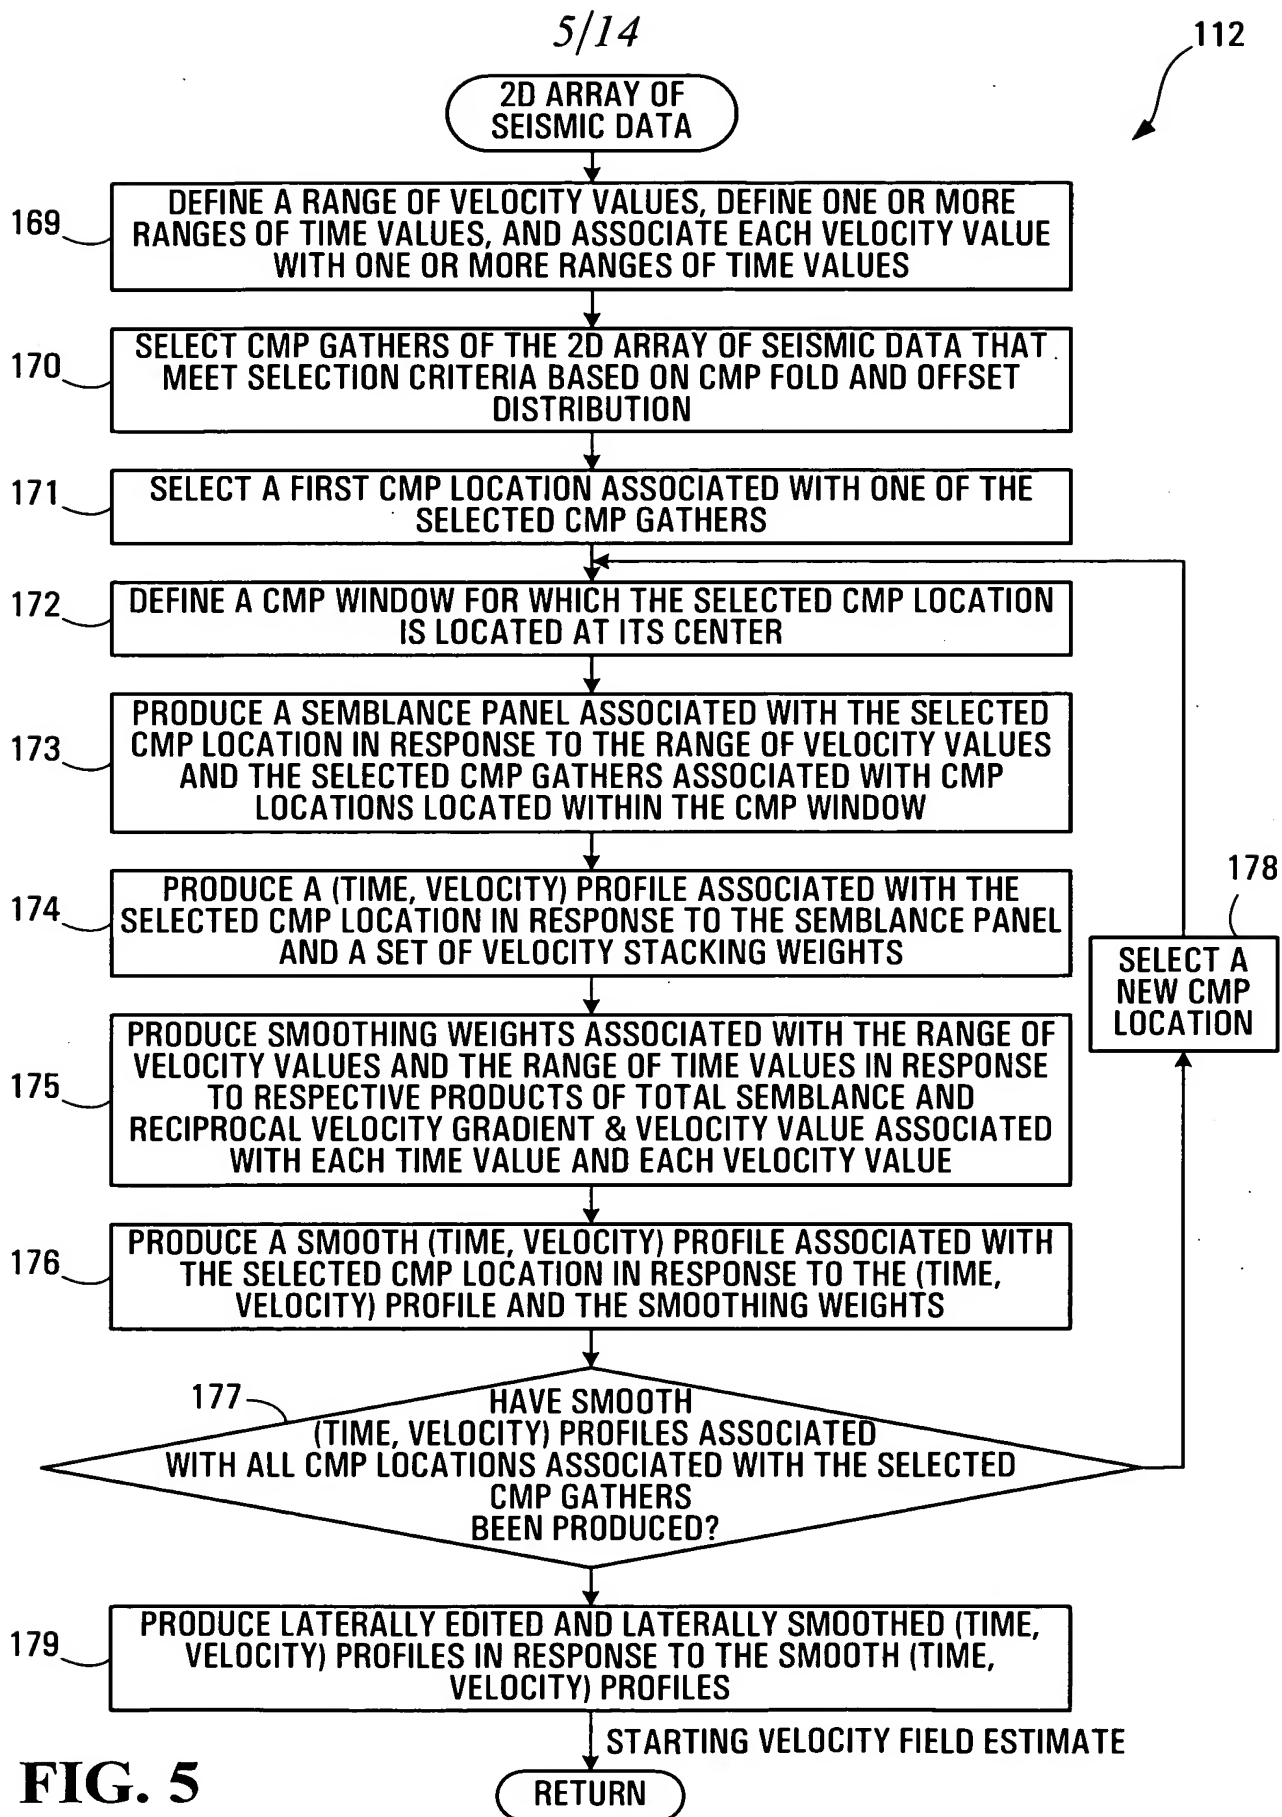 5/14
112
2D ARRAY OF
SEISMIC DATA
169
DEFINE A RANGE OF VELOCITY VALUES, DEFINE ONE OR MORE
RANGES OF TIME VALUES, AND ASSOCIATE EACH VELOCITY VALUE
WITH ONE OR MORE RANGES OF TIME VALUES
170
SELECT CMP GATHERS OF THE 2D ARRAY OF SEISMIC DATA THAT
MEET SELECTION CRITERIA BASED ON CMP FOLD AND OFFSET
DISTRIBUTION
171
SELECT A FIRST CMP LOCATION ASSOCIATED WITH ONE OF THE
SELECTED CMP GATHERS
172
DEFINE A CMP WINDOW FOR WHICH THE SELECTED CMP LOCATION
IS LOCATED AT ITS CENTER
173
PRODUCE A SEMBLANCE PANEL ASSOCIATED WITH THE SELECTED
CMP LOCATION IN RESPONSE TO THE RANGE OF VELOCITY VALUES
AND THE SELECTED CMP GATHERS ASSOCIATED WITH CMP
LOCATIONS LOCATED WITHIN THE CMP WINDOW
174
PRODUCE A (TIME, VELOCITY) PROFILE ASSOCIATED WITH THE
SELECTED CMP LOCATION IN RESPONSE TO THE SEMBLANCE PANEL
AND A SET OF VELOCITY STACKING WEIGHTS
178
SELECT A
NEW CMP
LOCATION
175
PRODUCE SMOOTHING WEIGHTS ASSOCIATED WITH THE RANGE OF
VELOCITY VALUES AND THE RANGE OF TIME VALUES IN RESPONSE
TO RESPECTIVE PRODUCTS OF TOTAL SEMBLANCE AND
RECIPROCAL VELOCITY GRADIENT & VELOCITY VALUE ASSOCIATED
WITH EACH TIME VALUE AND EACH VELOCITY VALUE
176
PRODUCE A SMOOTH (TIME, VELOCITY) PROFILE ASSOCIATED WITH
THE SELECTED CMP LOCATION IN RESPONSE TO THE (TIME,
VELOCITY) PROFILE AND THE SMOOTHING WEIGHTS
177
HAVE SMOOTH
(TIME, VELOCITY) PROFILES ASSOCIATED
WITH ALL CMP LOCATIONS ASSOCIATED WITH THE SELECTED
CMP GATHERS
BEEN PRODUCED?
179
PRODUCE LATERALLY EDITED AND LATERALLY SMOOTHED (TIME,
VELOCITY) PROFILES IN RESPONSE TO THE SMOOTH (TIME,
VELOCITY) PROFILES
STARTING VELOCITY FIELD ESTIMATE
RETURN
FIG. 5